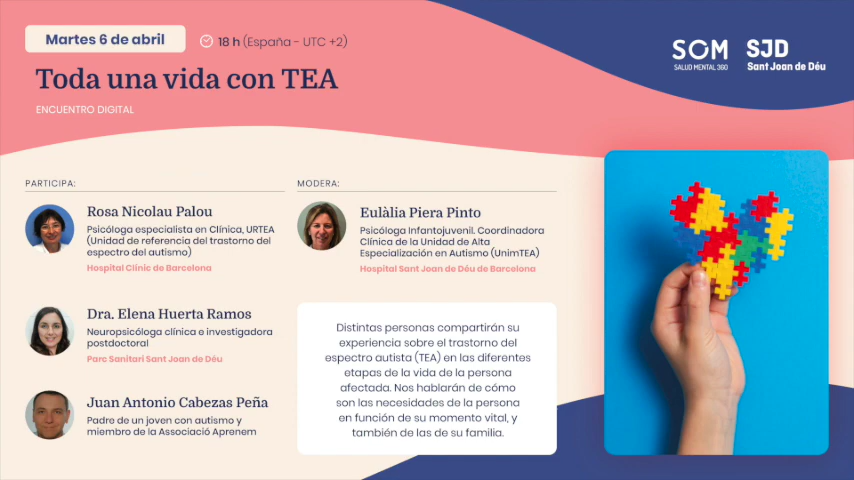 Martes 6 de abril
18 h (España - UTC +2)
Toda una vida con TEA
ENCUENTRO DIGITAL
SOM
SALUD MENTAL 360
SJD
Sant Joan de Déu
PARTICIPA:
Rosa Nicolau Palou
Psicóloga especialista en Clínica, URTEA
(Unidad de referencia del trastorno del
espectro del autismo)
Hospital Clínic de Barcelona
Dra. Elena Huerta Ramos
Neuropsicóloga clínica e investigadora
postdoctoral
Parc Sanitari Sant Joan de Déu
Juan Antonio Cabezas Peña
Padre de un joven con autismo y
miembro de la Associació Aprenem
MODERA:
Eulàlia Piera Pinto
Psicóloga Infantojuvenil. Coordinadora
Clínica de la Unidad de Alta
Especialización en Autismo (UnimTEA)
Hospital Sant Joan de Déu de Barcelona
Distintas personas compartirán su
experiencia sobre el trastorno del
espectro autista (TEA) en las diferentes
etapas de la vida de la persona
afectada. Nos hablarán de cómo
son las necesidades de la persona
en función de su momento vital, y
también de las de su familia.